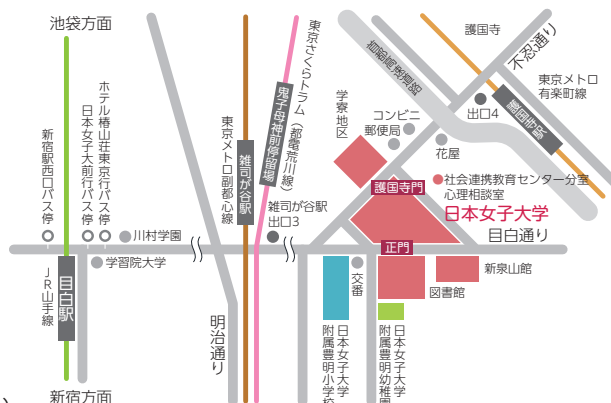 池袋方面
護国寺
不忍通り
首都高速道路
東京メトロ
有楽町線
護国寺駅
出口4
東京さくらトラム（都電荒川線）
鬼子母神前停留場
学寮地区
コンビニ
郵便局
花屋
ホテル椿山荘東京行バス停
日本女子大前行バス停
新宿駅西口バス停
東京メトロ副都心線
雑司が谷駅
雑司が谷駅
出口3
護国寺門
社会連携教育センター分室
心理相談室
日本女子大学
目白通り
正門
川村学園
学習院大学
目白駅
JR山手線
明治通り
交番
新泉山館
図書館
日本女子大学
附属豊明小学校
日本女子大学
附属豊明幼稚園
新宿方面